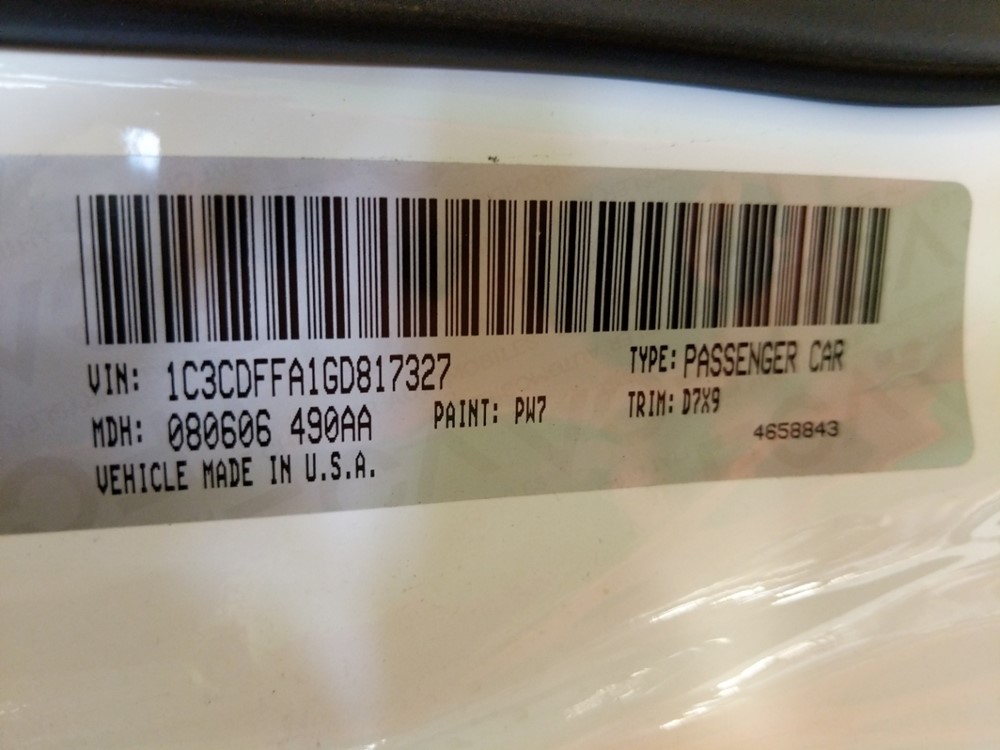 VIN: 1C3CDFFA1GD817327 TYPE: PASSENGER CAR
MDH: 080606 490AA PAINT: PW7 TRIM: D7X9
VEHICLE MADE IN U.S.A. 4658843